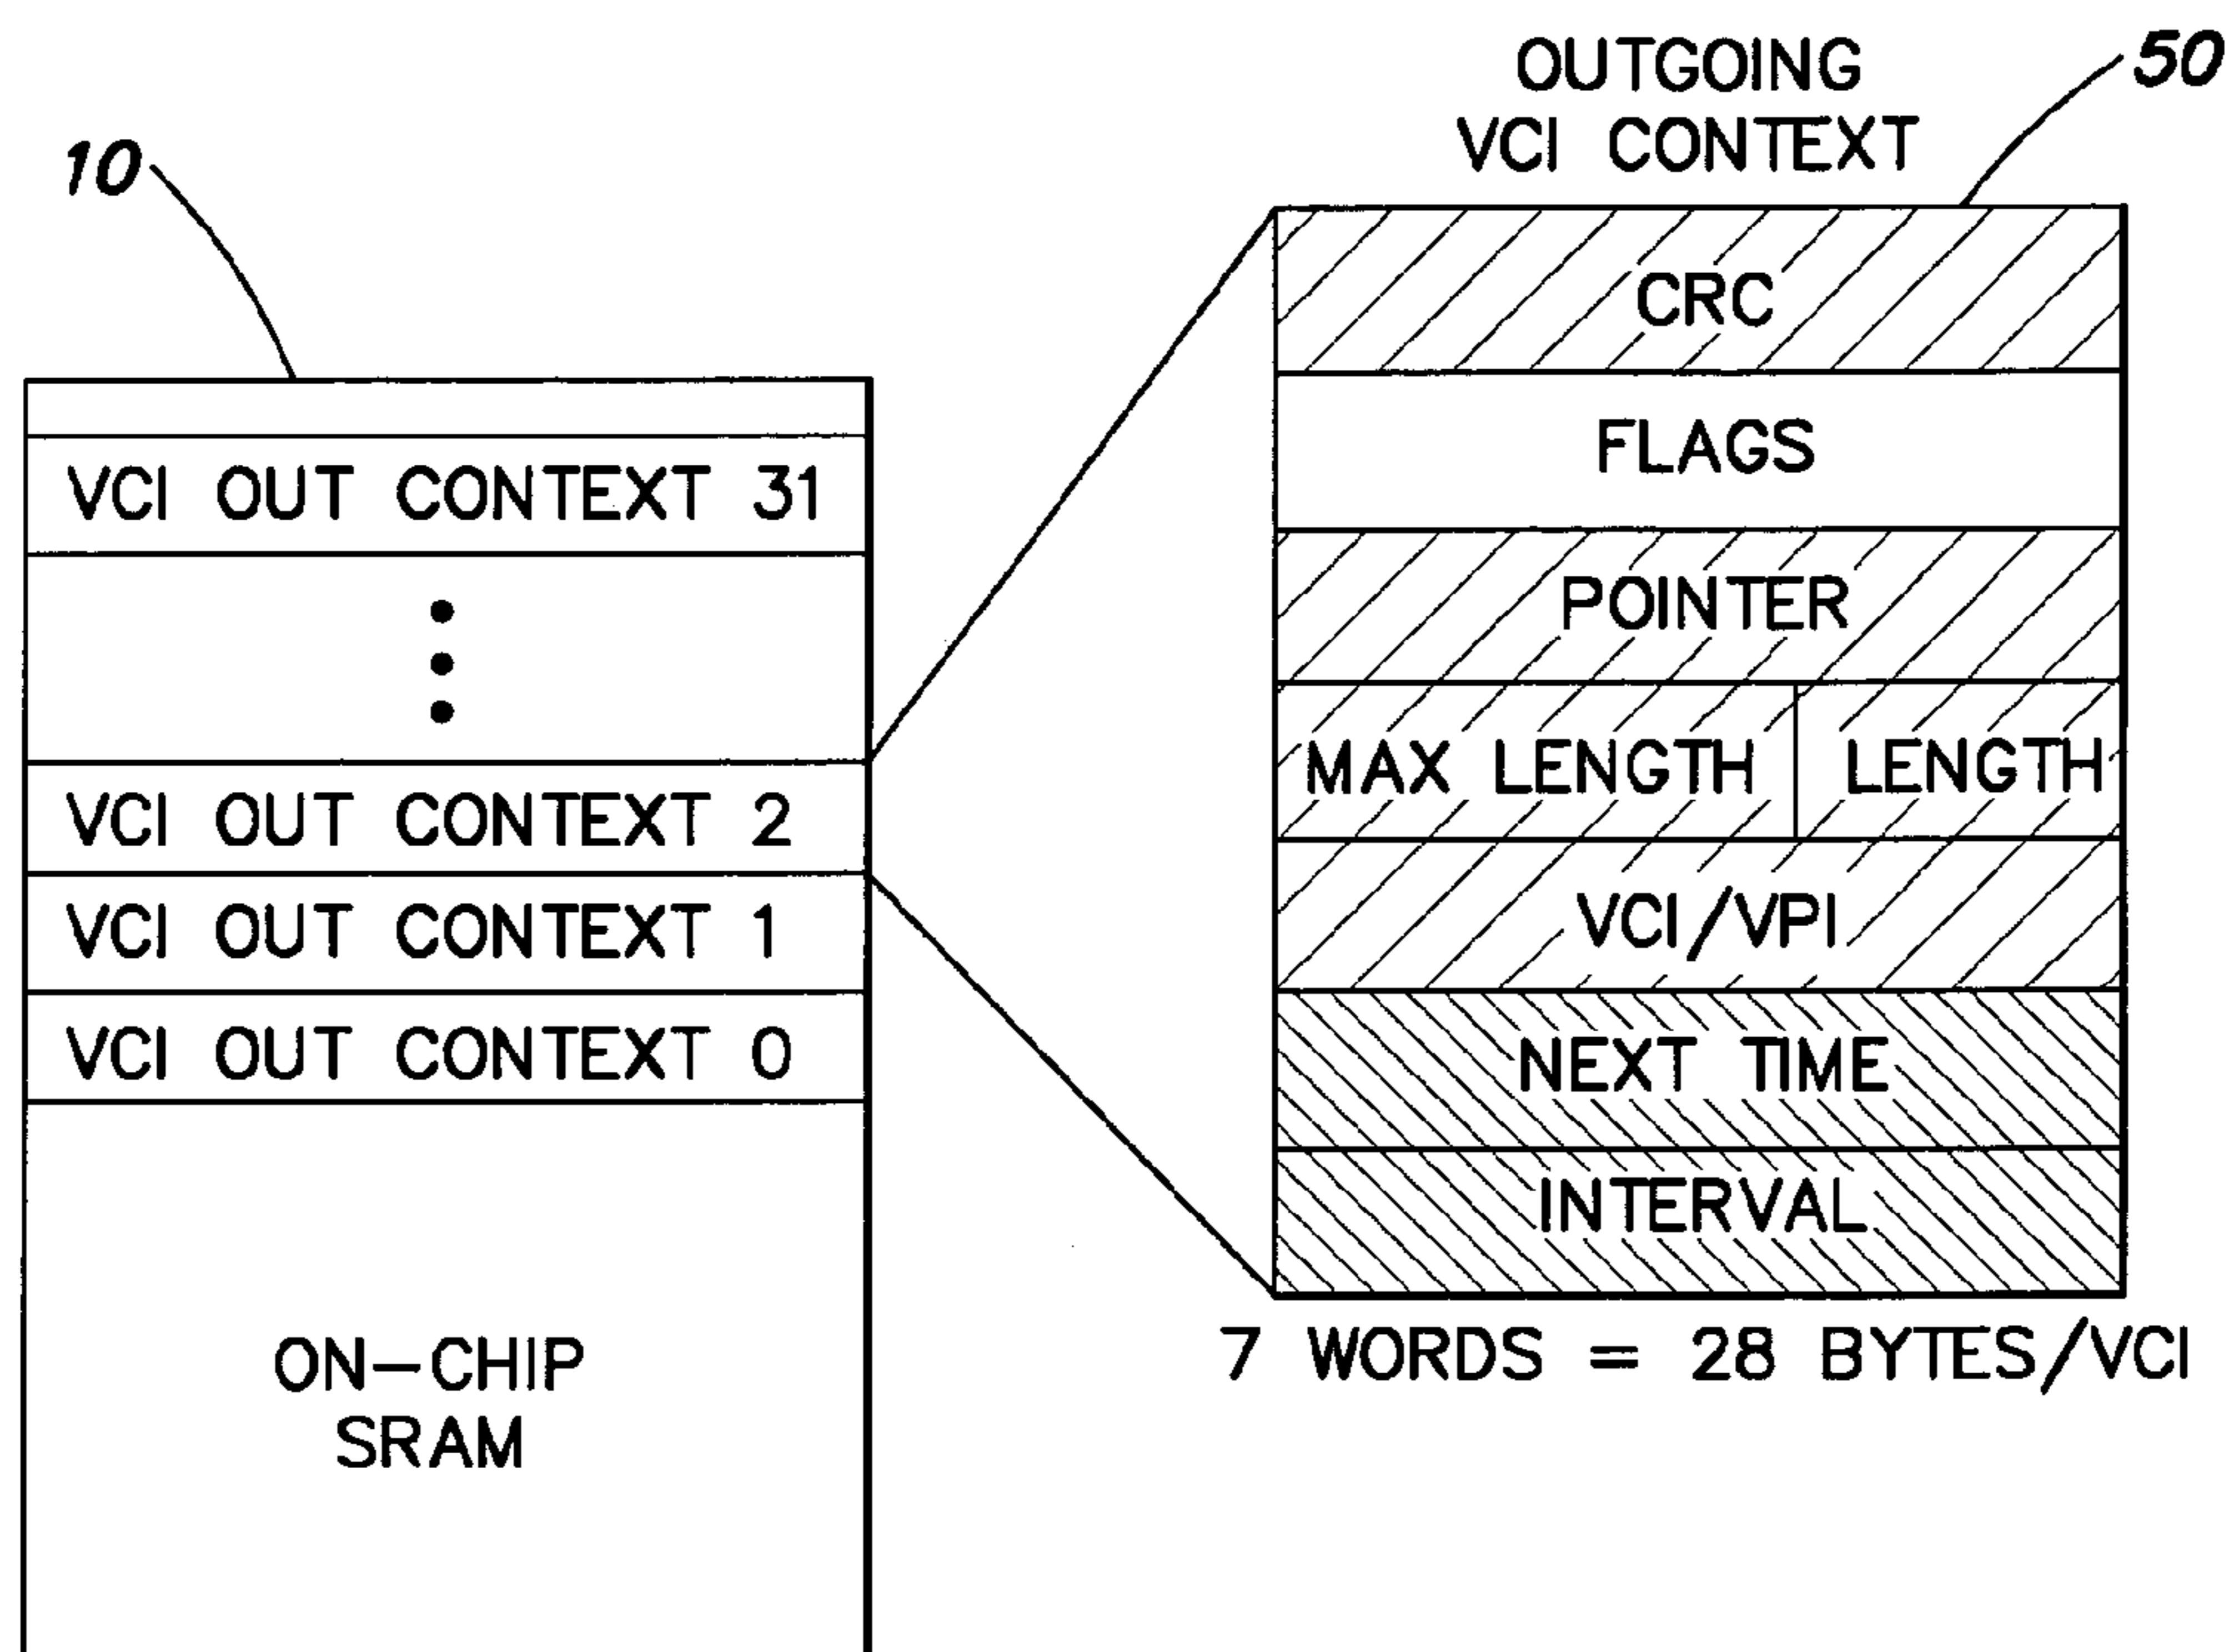 10
VCI OUT CONTEXT 31
VCI OUT CONTEXT 2
VCI OUT CONTEXT 1
VCI OUT CONTEXT 0
ON-CHIP
SRAM
OUTGOING
VCI CONTEXT
50
CRC
FLAGS
POINTER
MAX LENGTH LENGTH
VCI/VPI
NEXT TIME
INTERVAL
7 WORDS = 28 BYTES/VCI